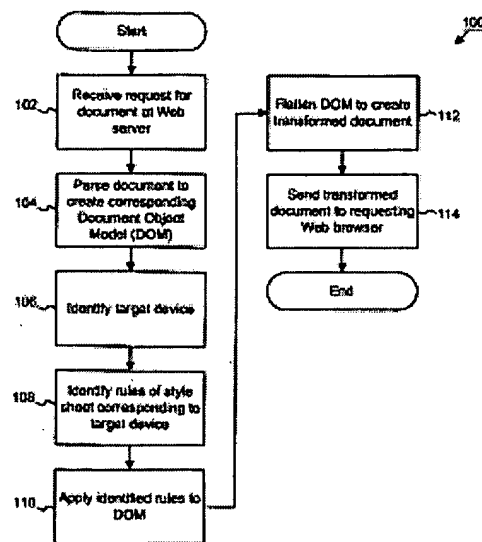 Start
100
102
Receive request for
document at Web
server
104
Parse document to
create corresponding
Document Object
Model (DOM)
106
Identify target device
108
Identify rules of style
sheet corresponding to
target device
110
Apply identified rules to
DOM
Flatten DOM to create
transformed document
112
Send transformed
document to requesting
Web browser
114
End